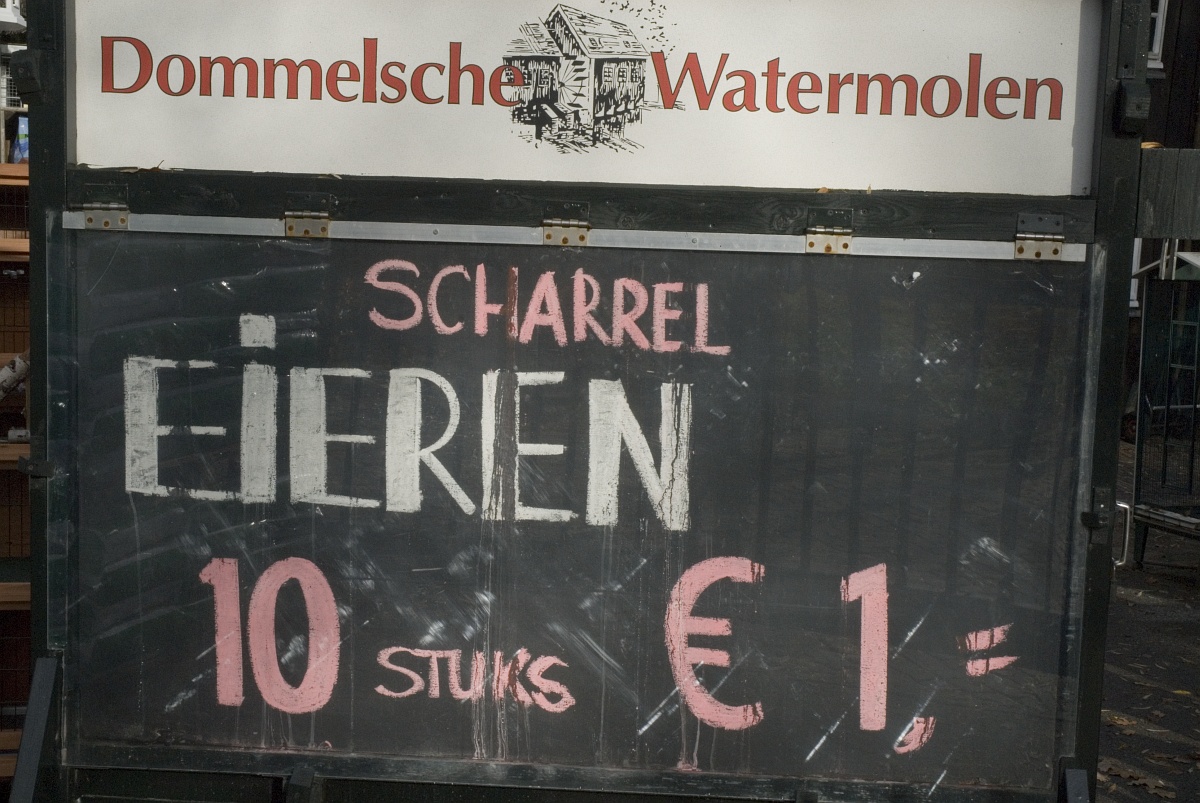 Dommelsche Watermolen
SCHARREL
EIEREN
10 STUKS € 1,=